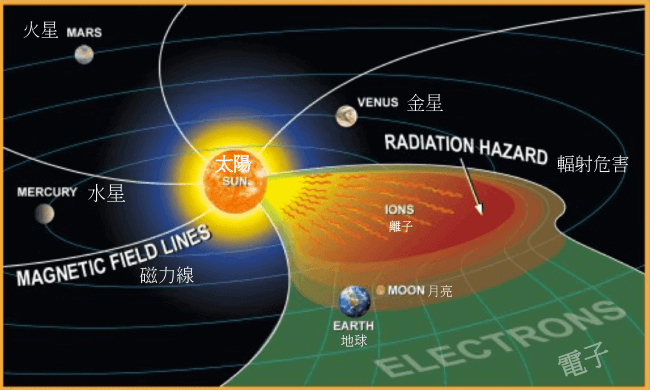 火星 MARS
VENUS 金星
RADIATION HAZARD 輻射危害
太陽
SUN
MERCURY 水星
IONS
離子
MAGNETIC FIELD LINES
磁力線
MOON 月亮
EARTH
地球
ELECTRONS
電子